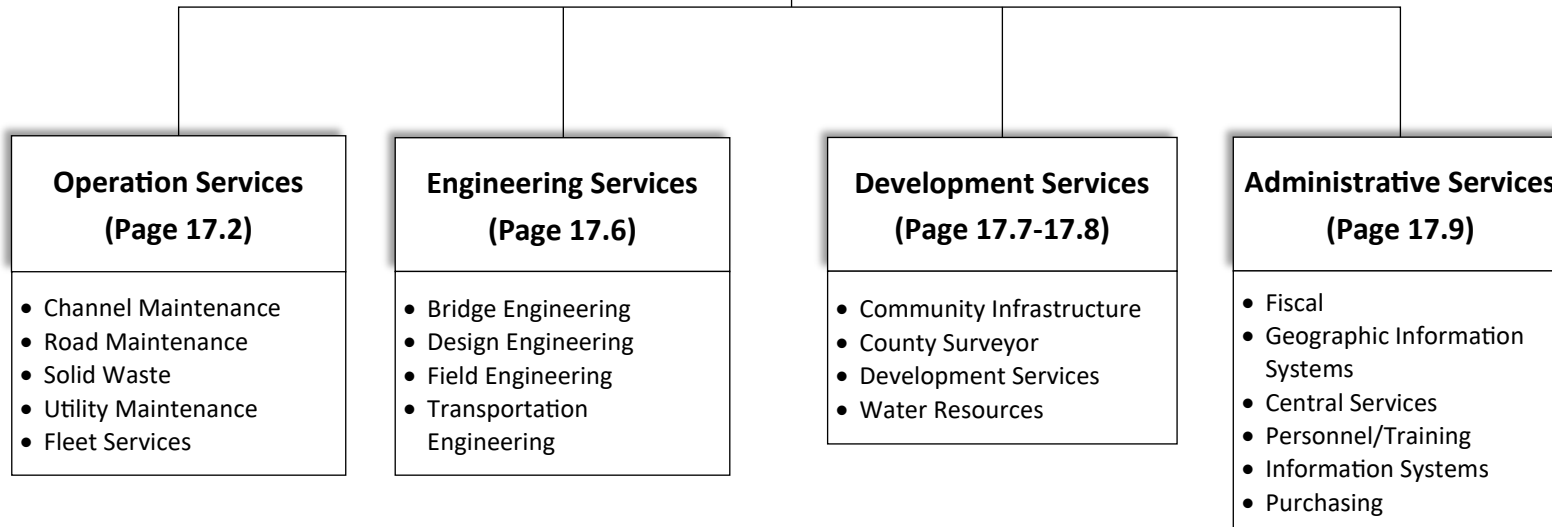 Operation Services
(Page 17.2)
• Channel Maintenance
• Road Maintenance
• Solid Waste
• Utility Maintenance
• Fleet Services
Engineering Services
(Page 17.6)
• Bridge Engineering
• Design Engineering
• Field Engineering
• Transportation
Engineering
Development Services
(Page 17.7-17.8)
• Community Infrastructure
• County Surveyor
• Development Services
• Water Resources
Administrative Services
(Page 17.9)
• Fiscal
• Geographic Information
Systems
• Central Services
• Personnel/Training
• Information Systems
• Purchasing